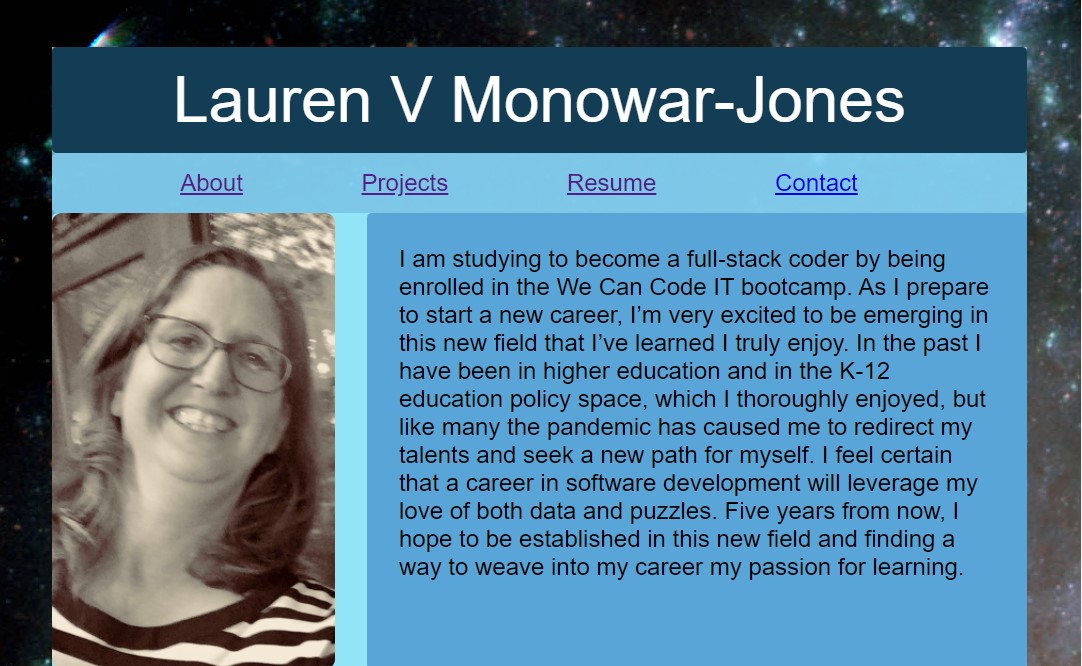 Lauren V Monowar-Jones
About Projects Resume Contact
I am studying to become a full-stack coder by being
enrolled in the We Can Code IT bootcamp. As I prepare
to start a new career, I’m very excited to be emerging in
this new field that I’ve learned I truly enjoy. In the past I
have been in higher education and in the K-12
education policy space, which I thoroughly enjoyed, but
like many the pandemic has caused me to redirect my
talents and seek a new path for myself. I feel certain
that a career in software development will leverage my
love of both data and puzzles. Five years from now, I
hope to be established in this new field and finding a
way to weave into my career my passion for learning.